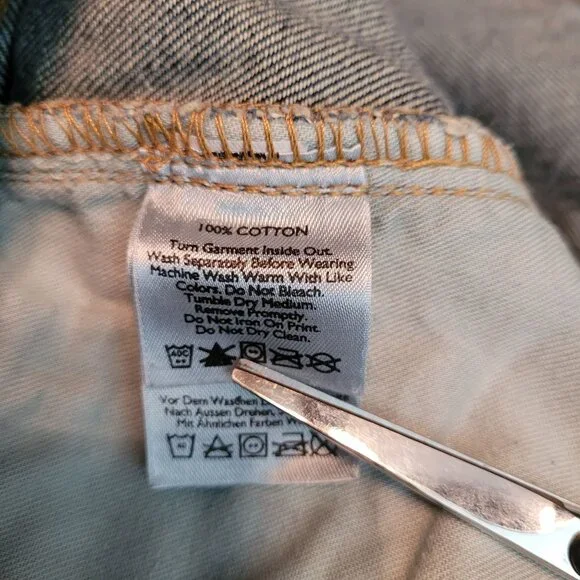 100% COTTON
Turn Garment Inside Out.
Wash Separately Before Wearing
Machine Wash Warm With Like
Colors. Do Not Bleach.
Tumble Dry Medium.
Remove Promptly.
Do Not Iron On Print.
Do Not Dry Clean.
40C
Vor Dem Waschen
Nach Aussen Drehen,
Mit Ähnlichen Farben
40